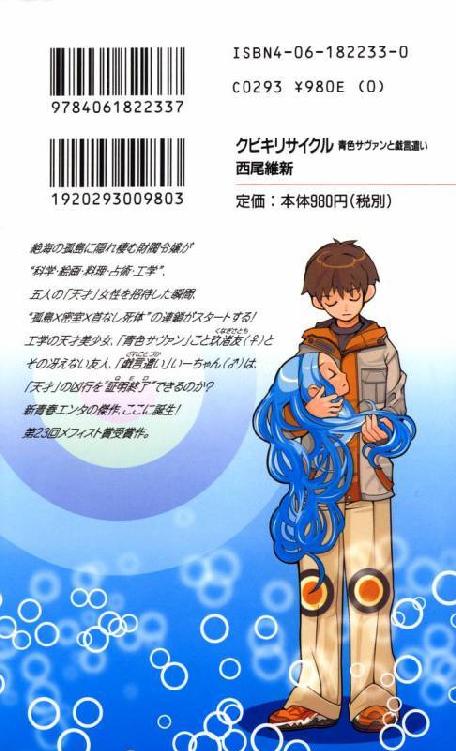 ISBN4-06-182233-0
C0293 ¥980E (0)
9784061822337
1920293009803
クビキリサイクル 青色サヴァンと戯言遣い
西尾維新
定価：本体980円(税別)
絶海の孤島に隠れ棲む財閥令嬢が
“科学・絵画・料理・占術・工学”、
五人の「天才」女性を招待した瞬間、
“孤島×密室×首なし死体”の連鎖がスタートする!
工学の天才美少女、「青色サヴァン」こと玖渚友(♀)と
その冴えない友人、「戯言遣い」いーちゃん(♂)は、
「天才」の凶行を“証明終了”できるのか?
新青春エンタの傑作、ここに誕生!
第23回メフィスト賞受賞作。